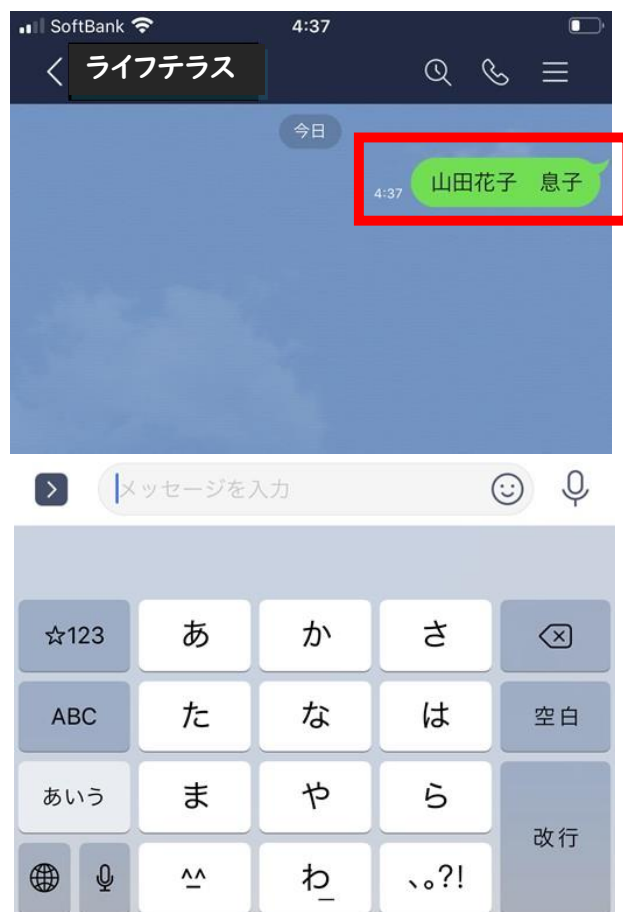 SoftBank 4:37
ライフテラス
今日
4:37 山田花子　息子
メッセージを入力
☆123 あ か さ
ABC た な は 空白
あいう ま や ら
改行
^^ わ_ 、。?!